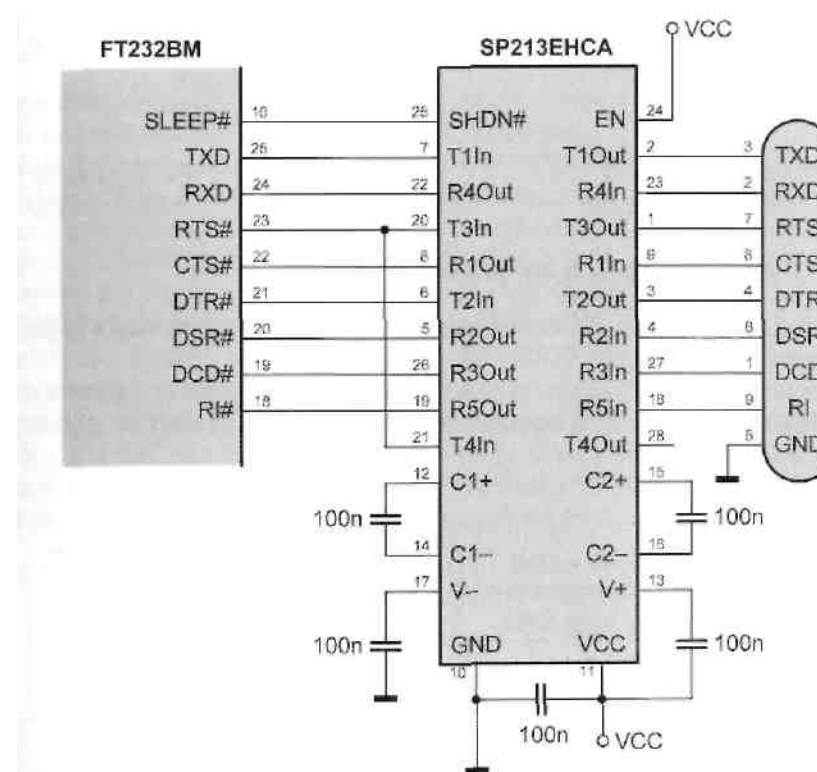 VCC
FT232BM SP213EHCA
SLEEP# 10 25 SHDN# EN 24
TXD 25 7 T1In T1Out 2 3 TXD
RXD 24 22 R4Out R4In 23 2 RXD
RTS# 23 20 T3In T3Out 1 7 RTS
CTS# 22 8 R1Out R1In 9 8 CTS
DTR# 21 6 T2In T2Out 3 4 DTR
DSR# 20 5 R2Out R2In 4 6 DSR
DCD# 19 26 R3Out R3In 27 1 DCD
RI# 18 19 R5Out R5In 18 9 RI
21 T4In T4Out 28 5 GND
12 C1+ C2+ 15
100n 100n
14 C1– C2– 16
17 V– V+ 13
100n GND VCC 100n
10 11
100n VCC